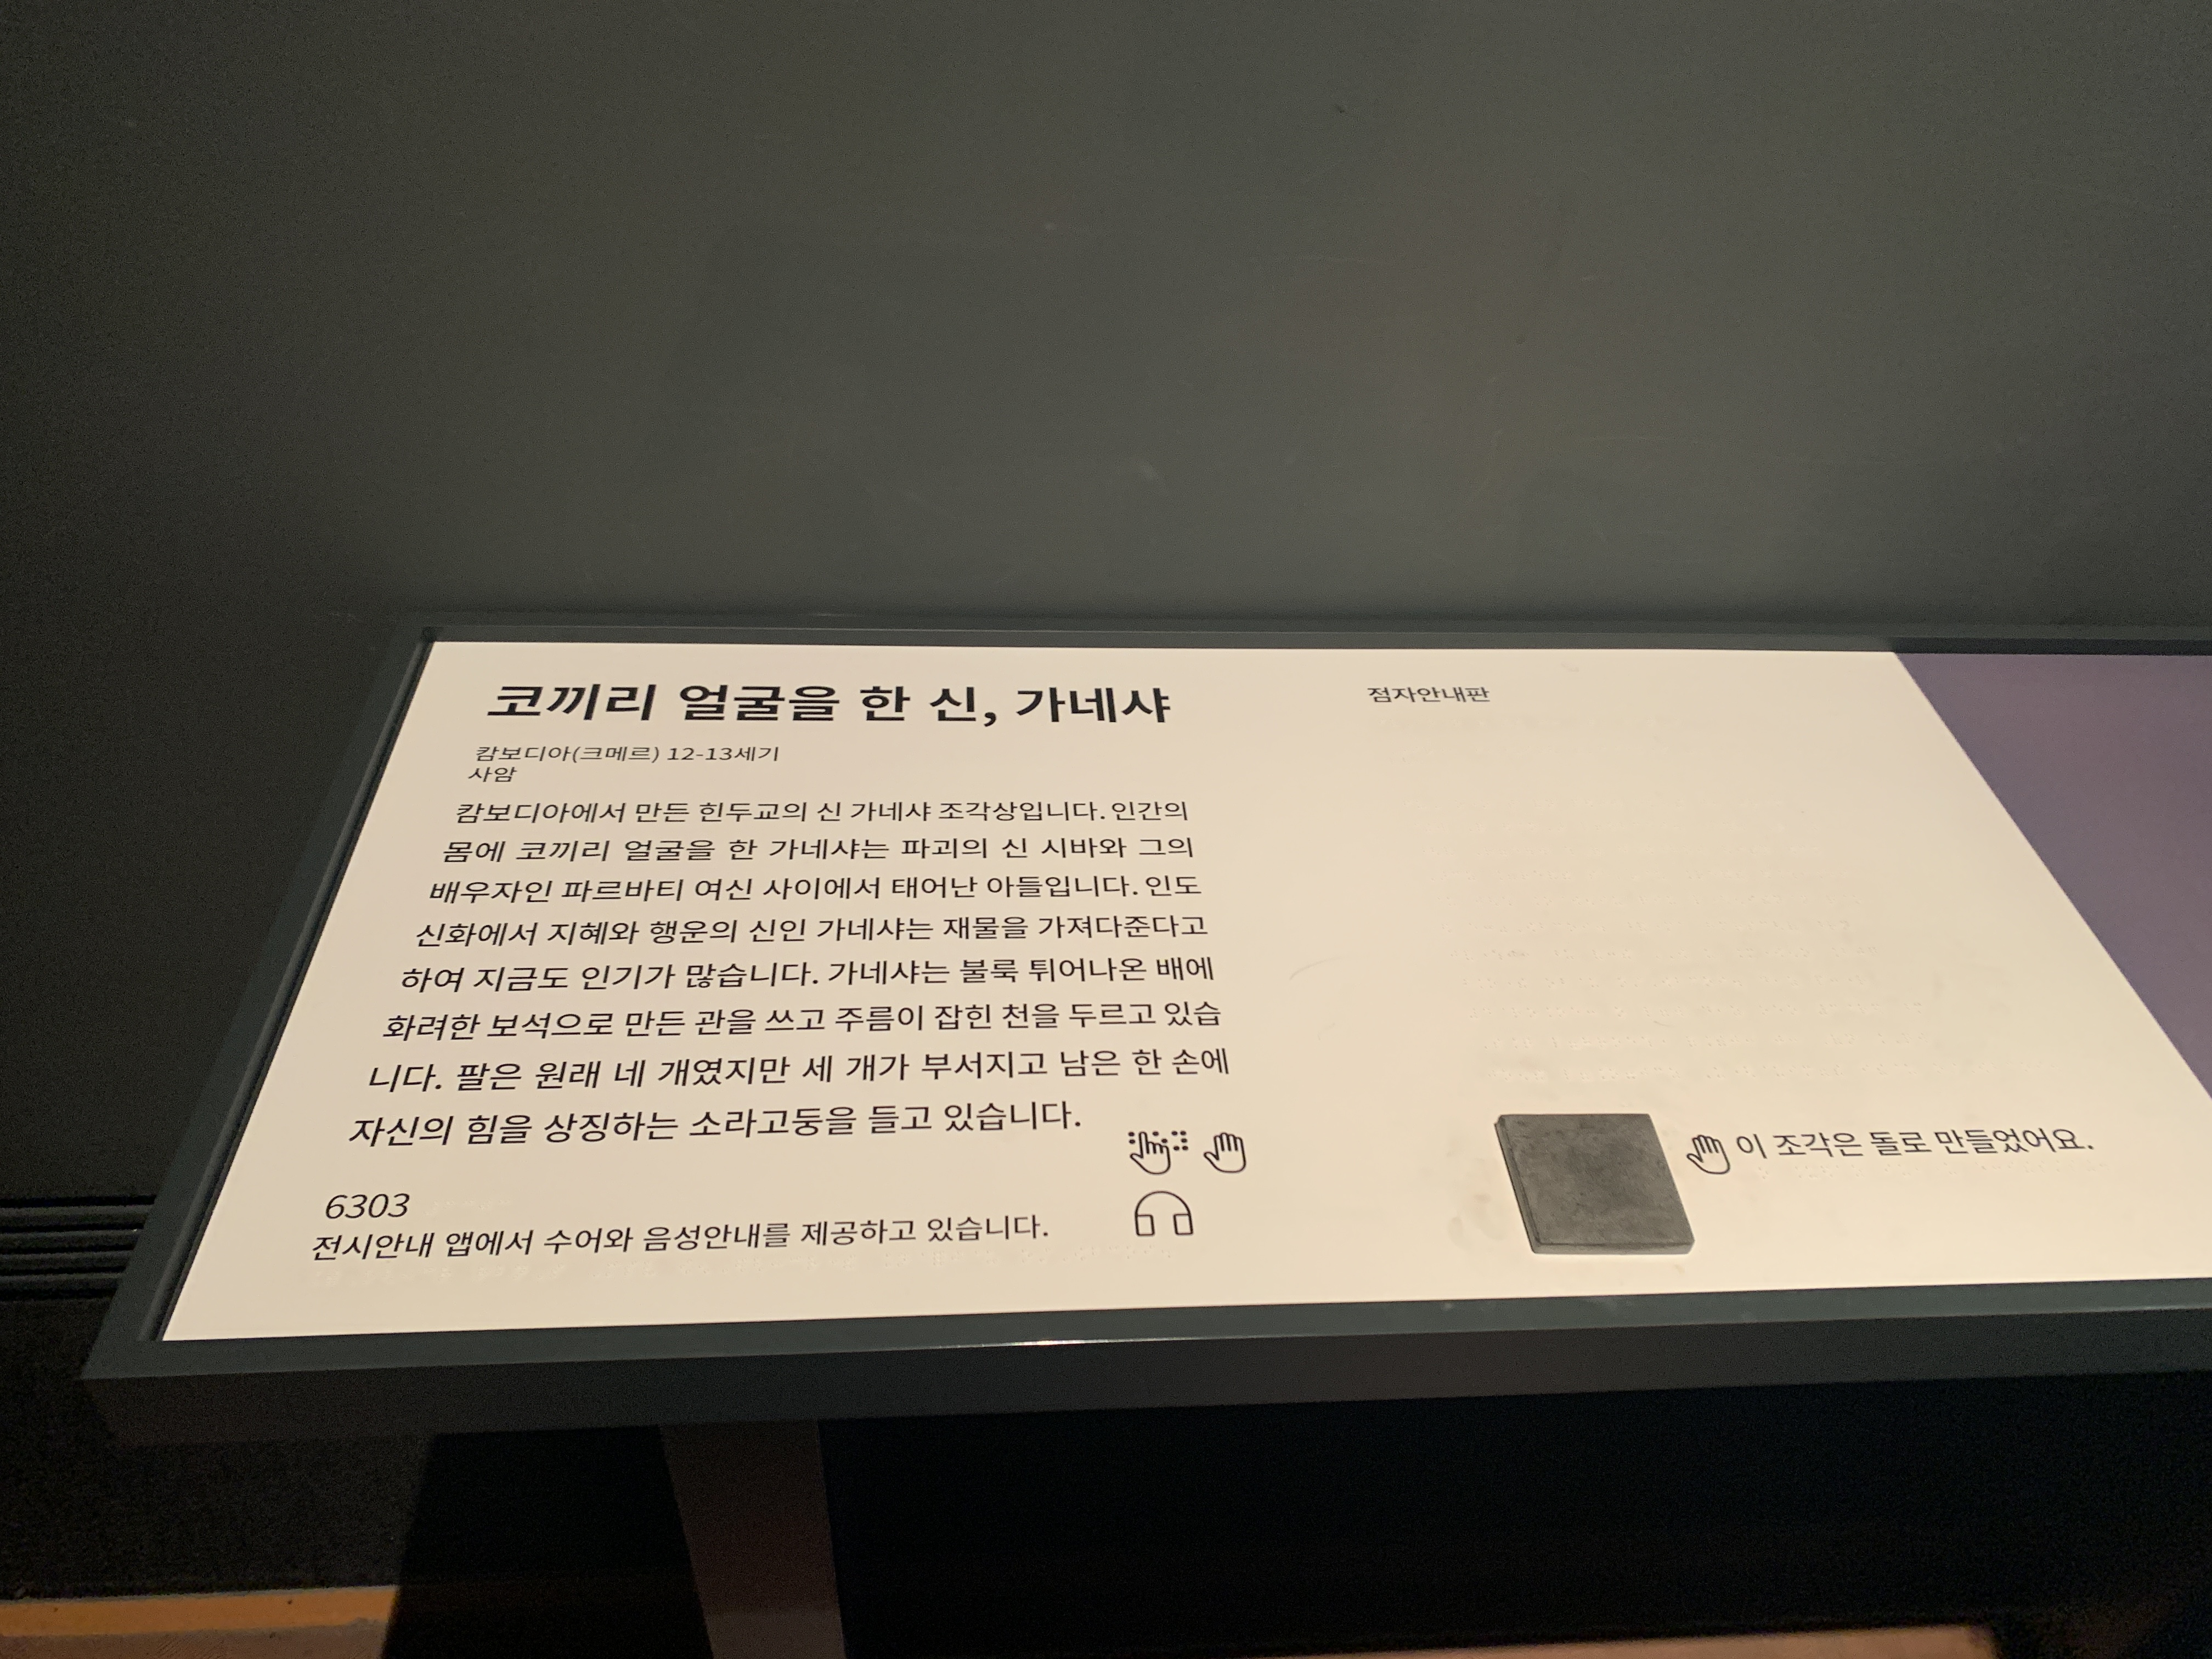 코끼리 얼굴을 한 신, 가네샤
캄보디아(크메르) 12-13세기
사암
캄보디아에서 만든 힌두교의 신 가네샤 조각상입니다. 인간의
몸에 코끼리 얼굴을 한 가네샤는 파괴의 신 시바와 그의
배우자인 파르바티 여신 사이에서 태어난 아들입니다. 인도
신화에서 지혜와 행운의 신인 가네샤는 재물을 가져다준다고
하여 지금도 인기가 많습니다. 가네샤는 불룩 튀어나온 배에
화려한 보석으로 만든 관을 쓰고 주름이 잡힌 천을 두르고 있습
니다. 팔은 원래 네 개였지만 세 개가 부서지고 남은 한 손에
자신의 힘을 상징하는 소라고둥을 들고 있습니다.
6303
전시안내 앱에서 수어와 음성안내를 제공하고 있습니다.
점자안내판
이 조각은 돌로 만들었어요.